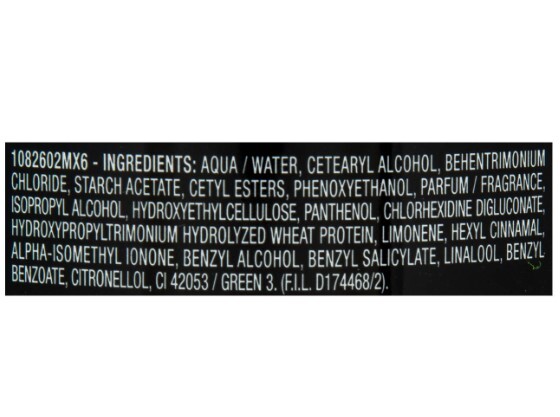 1082602MX6 - INGREDIENTS: AQUA / WATER, CETEARYL ALCOHOL, BEHENTRIMONIUM
CHLORIDE, STARCH ACETATE, CETYL ESTERS, PHENOXYETHANOL, PARFUM / FRAGRANCE,
ISOPROPYL ALCOHOL, HYDROXYETHYLCELLULOSE, PANTHENOL, CHLORHEXIDINE DIGLUCONATE,
HYDROXYPROPYLTRIMONIUM HYDROLYZED WHEAT PROTEIN, LIMONENE, HEXYL CINNAMAL,
ALPHA-ISOMETHYL IONONE, BENZYL ALCOHOL, BENZYL SALICYLATE, LINALOOL, BENZYL
BENZOATE, CITRONELLOL, CI 42053 / GREEN 3. (F.I.L. D174468/2).